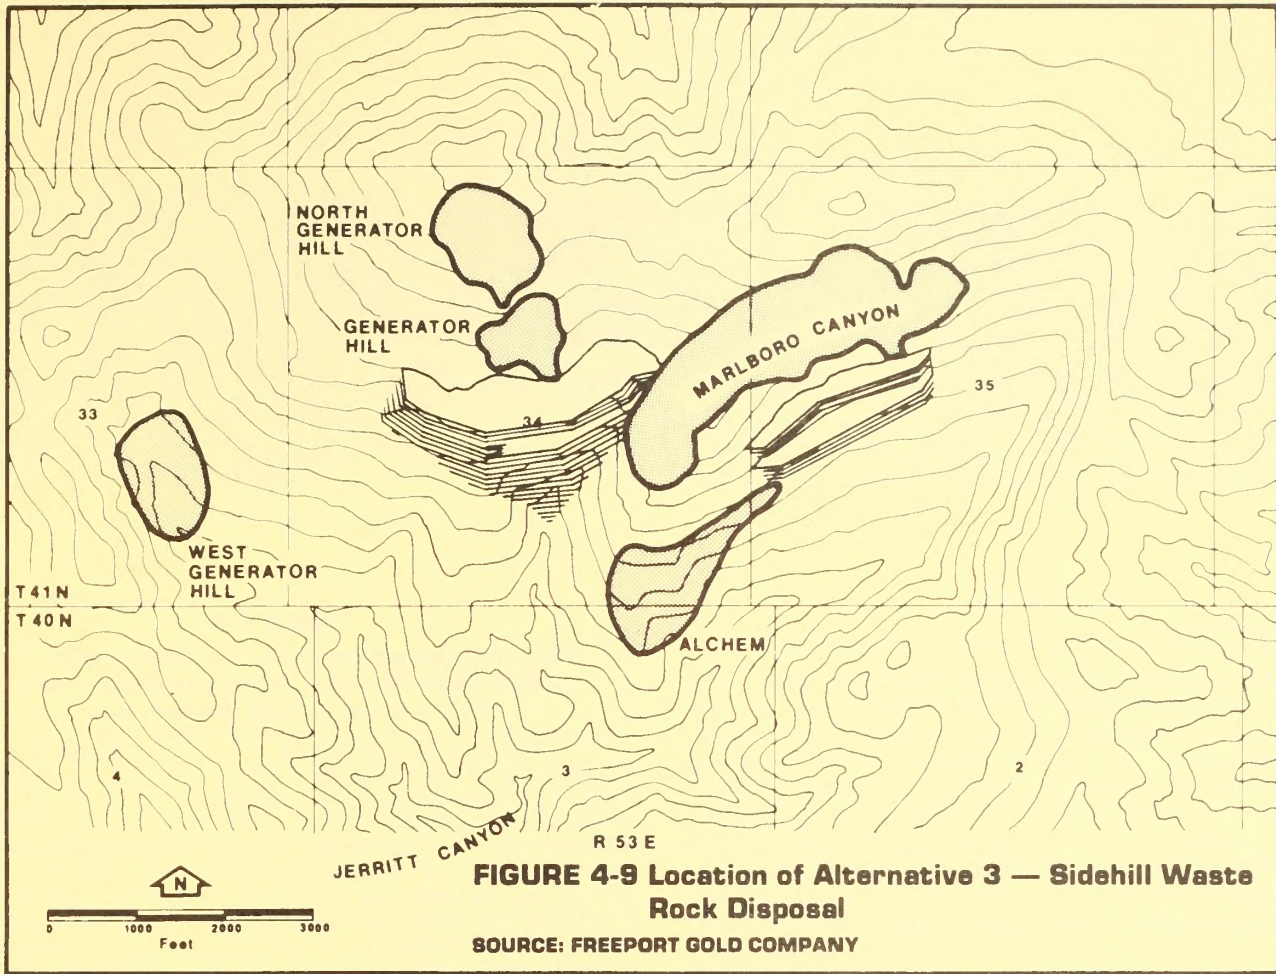 NORTH
GENERATOR
HILL
GENERATOR
HILL
MARLBORO CANYON
33
34
35
WEST
GENERATOR
HILL
T 41 N
T 40 N
ALCHEM
4
3
2
JERRITT CANYON
R 53 E
N
0 1000 2000 3000
Feet
FIGURE 4-9 Location of Alternative 3 — Sidehill Waste
Rock Disposal
SOURCE: FREEPORT GOLD COMPANY